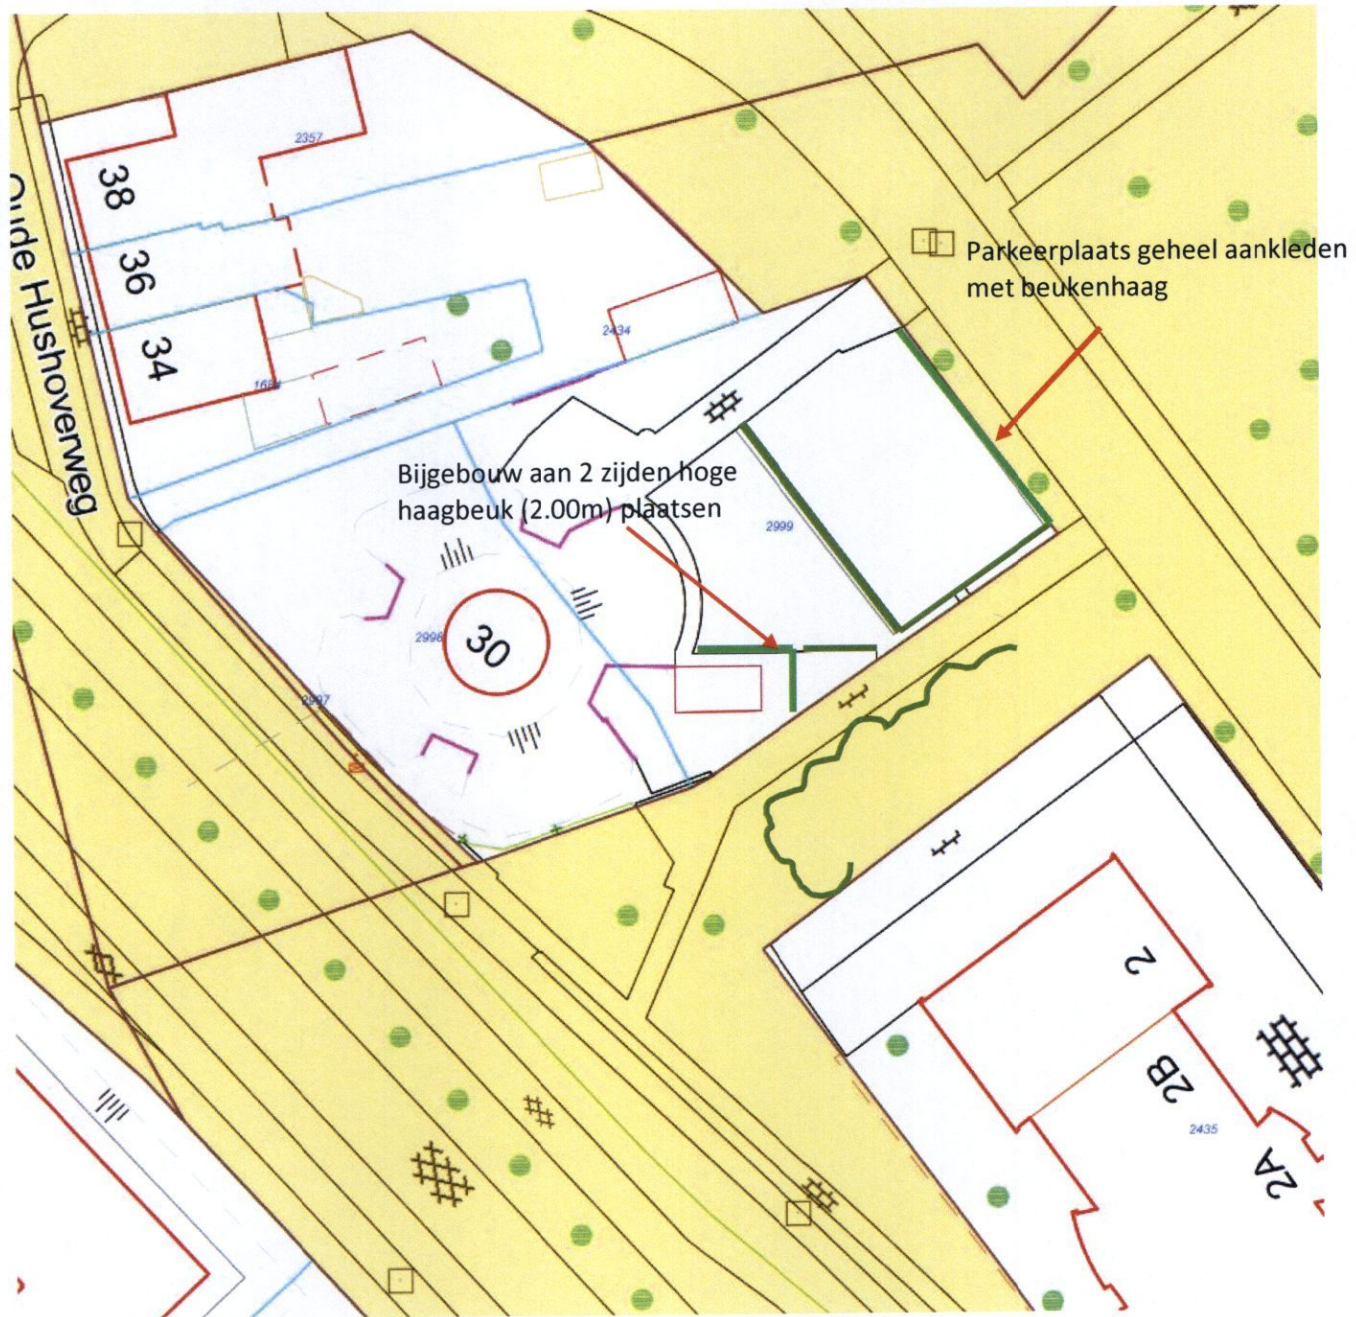 2357
38
Oude Hushoverweg
36
34
1684
2434
Parkeerplaats geheel aankleden
met beukenhaag
Bijgebouw aan 2 zijden hoge
haagbeuk (2.00m) plaatsen
2999
2998
30
2997
2
2B
2435
2A